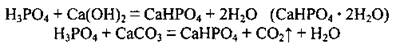 H₃PO₄ + Ca(OH)₂ = CaHPO₄ + 2H₂O (CaHPO₄ · 2H₂O)
H₃PO₄ + CaCO₃ = CaHPO₄ + CO₂↑ + H₂O